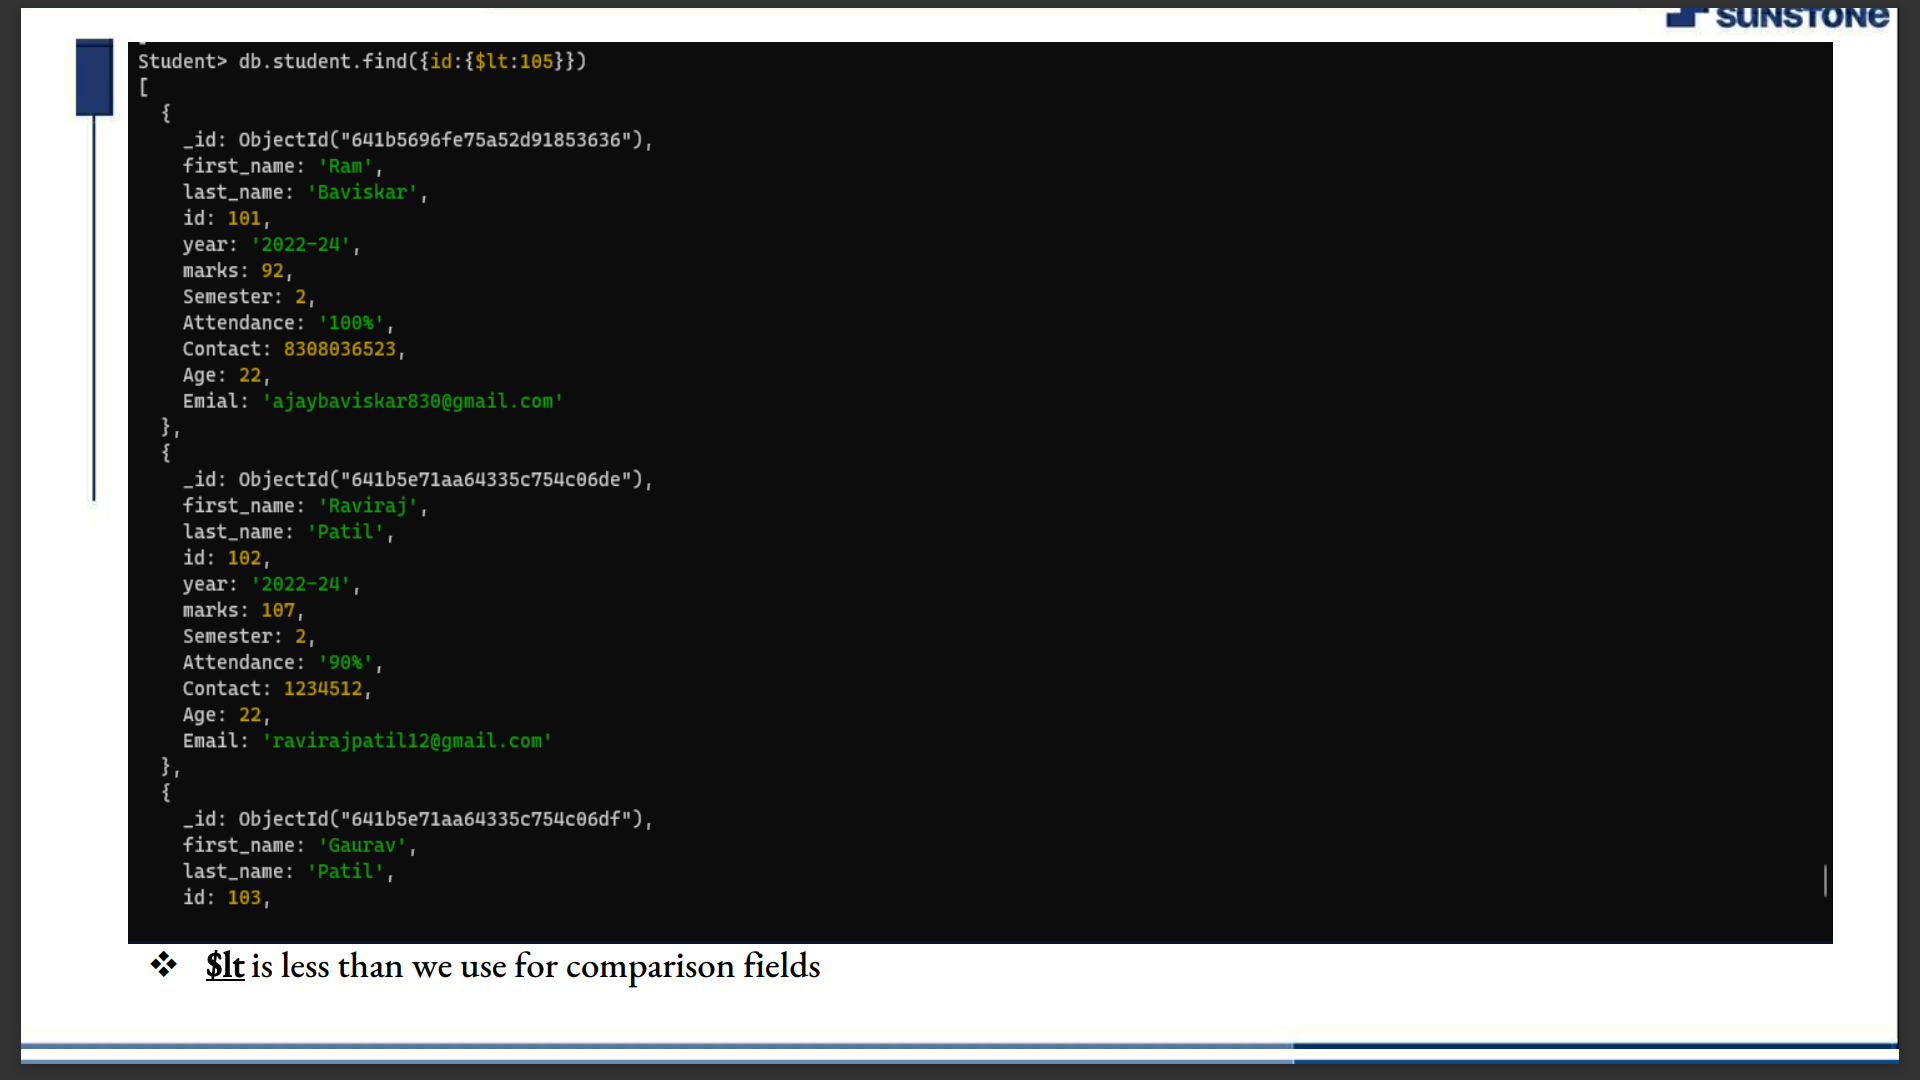 SUNSTONE
Student> db.student.find({id:{$lt:105}})
[
{
_id: ObjectId("641b5696fe75a52d91853636"),
first_name: 'Ram',
last_name: 'Baviskar',
id: 101,
year: '2022-24',
marks: 92,
Semester: 2,
Attendance: '100%',
Contact: 8308036523,
Age: 22,
Emial: 'ajaybaviskar830@gmail.com'
},
{
_id: ObjectId("641b5e71aa64335c754c06de"),
first_name: 'Raviraj',
last_name: 'Patil',
id: 102,
year: '2022-24',
marks: 107,
Semester: 2,
Attendance: '90%',
Contact: 1234512,
Age: 22,
Email: 'ravirajpatil12@gmail.com'
},
{
_id: ObjectId("641b5e71aa64335c754c06df"),
first_name: 'Gaurav',
last_name: 'Patil',
id: 103,
❖ $lt is less than we use for comparison fields